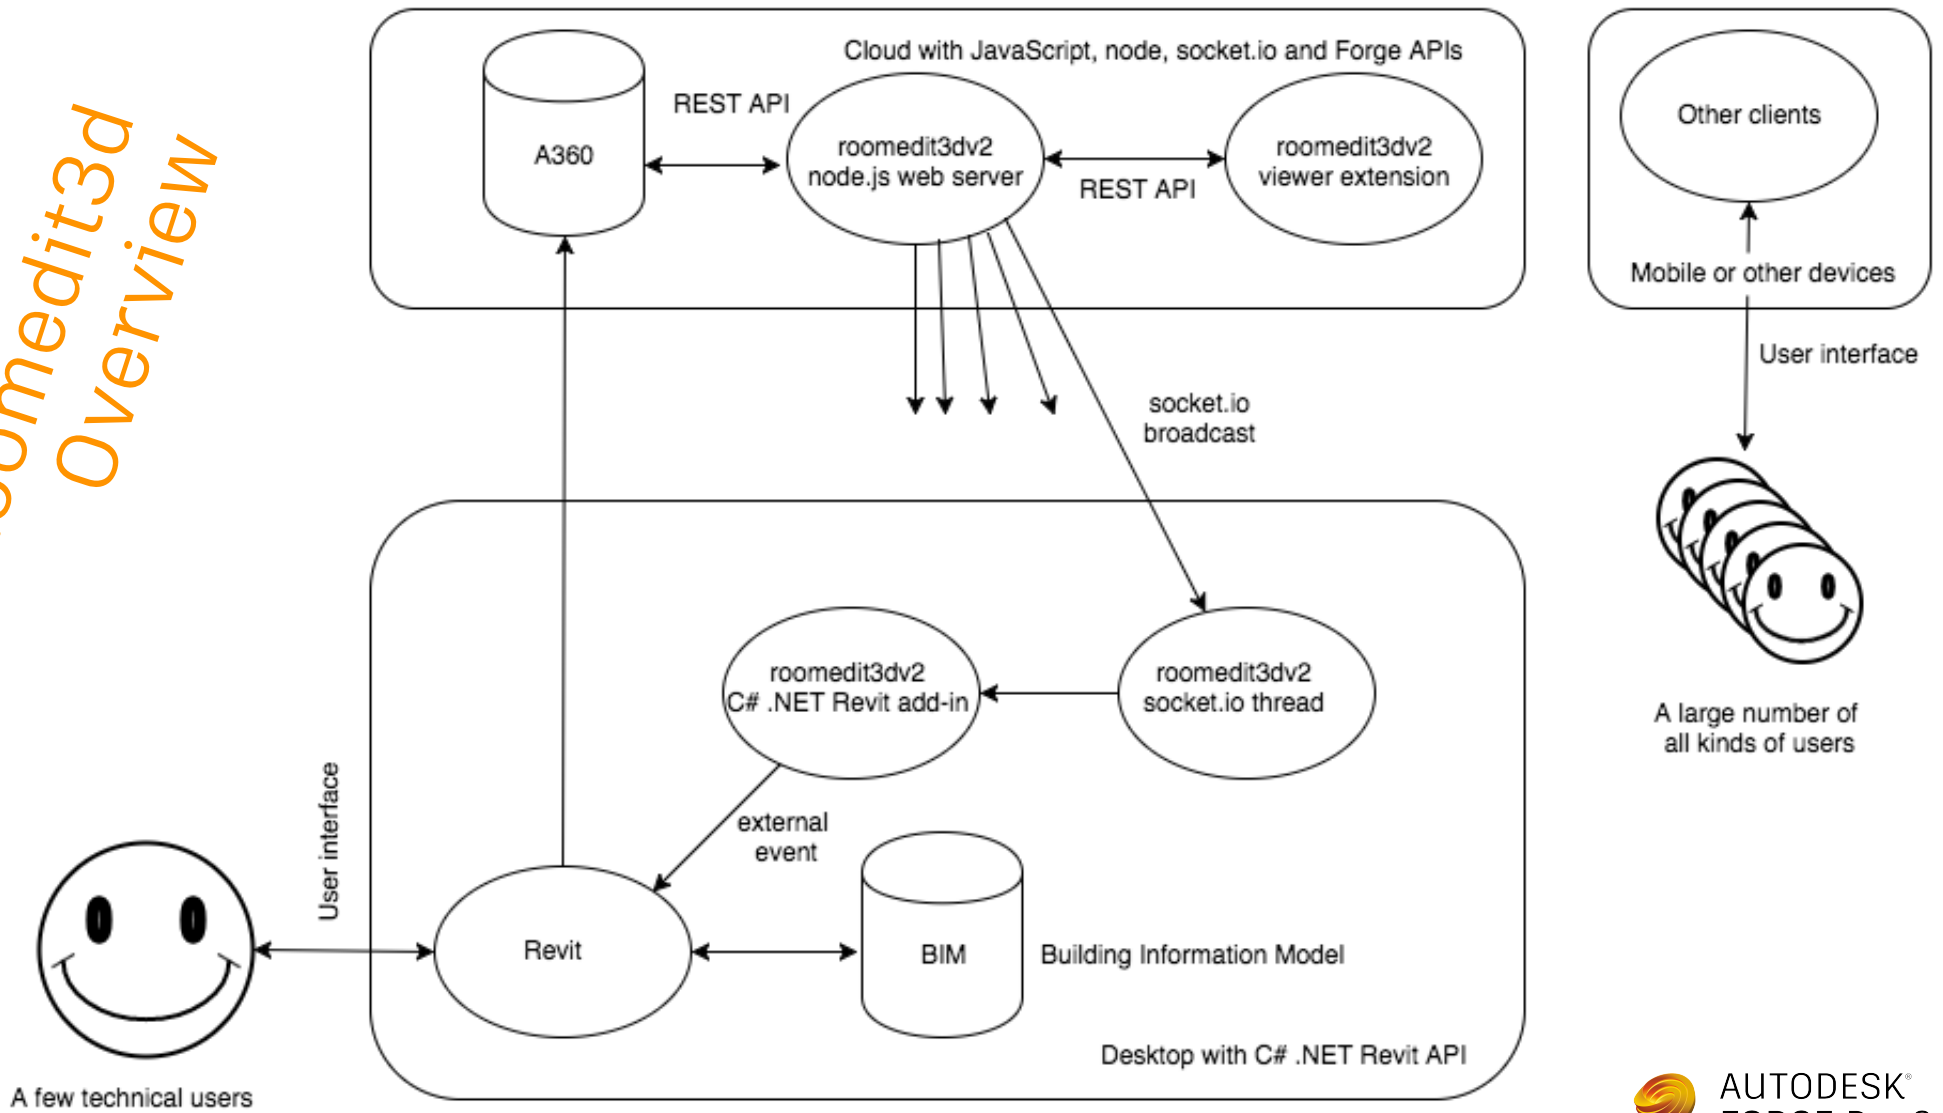 Overview
Cloud with JavaScript, node, socket.io and Forge APIs
A360
REST API
roomedit3dv2
node.js web server
REST API
roomedit3dv2
viewer extension
Other clients
Mobile or other devices
User interface
socket.io
broadcast
A large number of
all kinds of users
roomedit3dv2
C# .NET Revit add-in
roomedit3dv2
socket.io thread
external
event
User interface
Revit
BIM
Building Information Model
Desktop with C# .NET Revit API
A few technical users
AUTODESK®